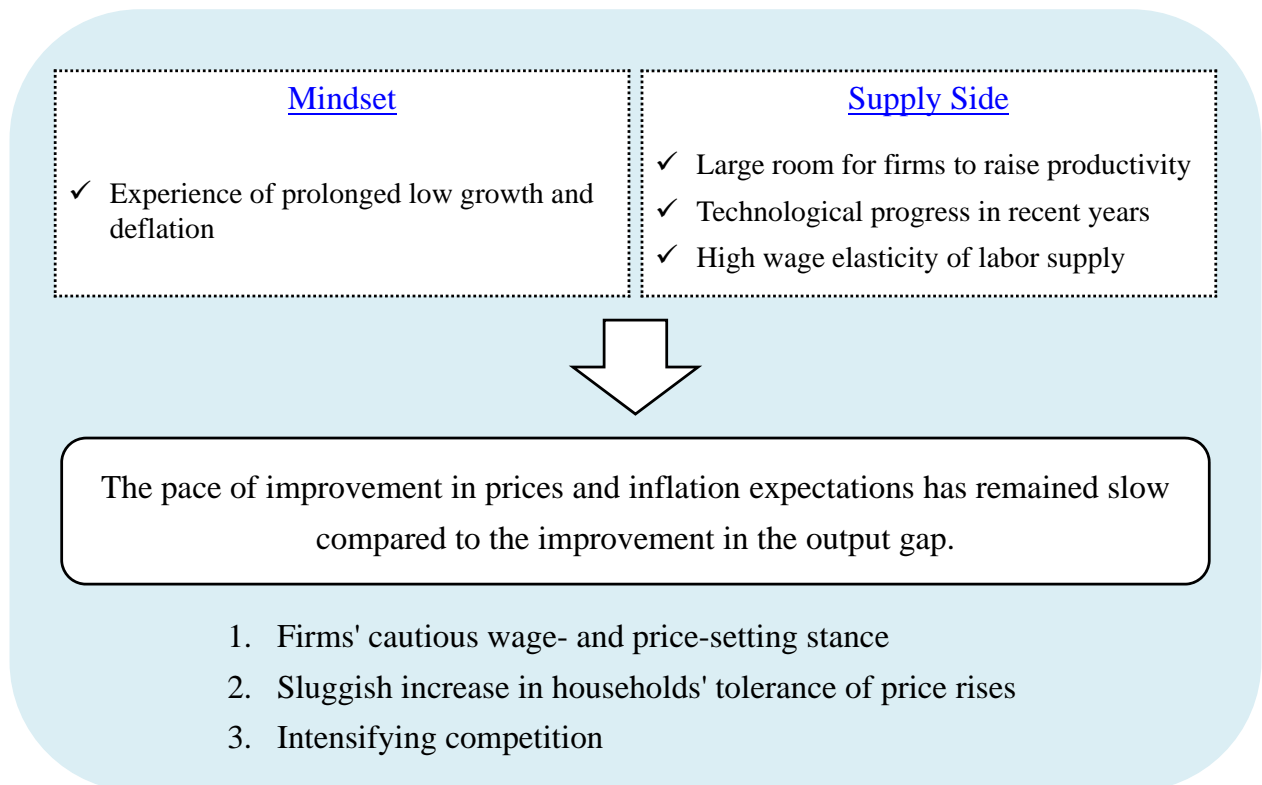 Mindset
✓ Experience of prolonged low growth and
deflation
Supply Side
✓ Large room for firms to raise productivity
✓ Technological progress in recent years
✓ High wage elasticity of labor supply
The pace of improvement in prices and inflation expectations has remained slow
compared to the improvement in the output gap.
1. Firms' cautious wage- and price-setting stance
2. Sluggish increase in households' tolerance of price rises
3. Intensifying competition